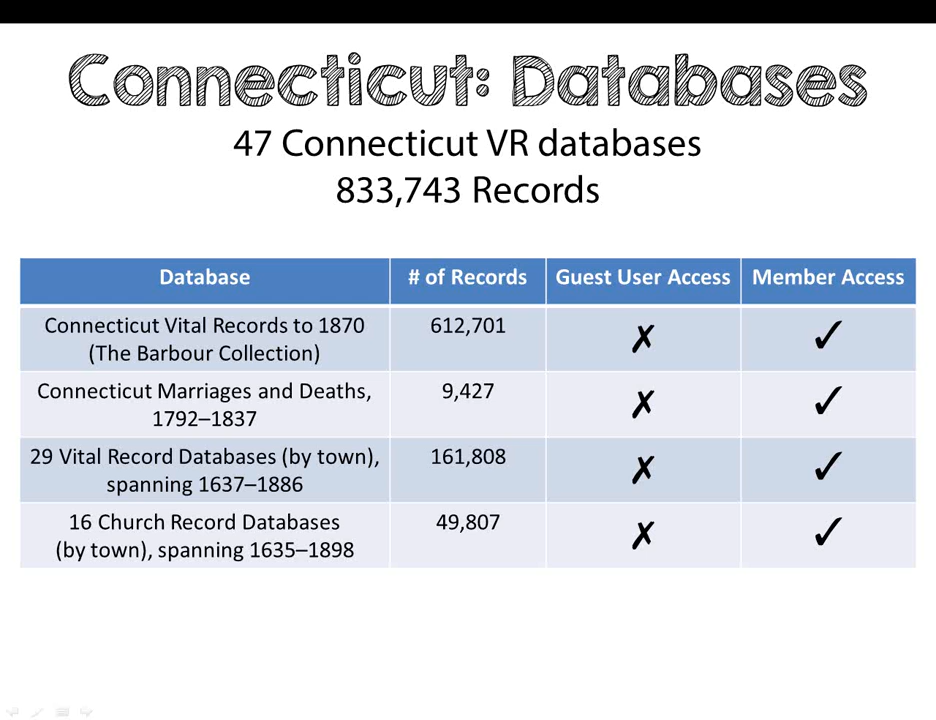 Connecticut: Databases
47 Connecticut VR databases
833,743 Records
Database # of Records Guest User Access Member Access
Connecticut Vital Records to 1870 612,701 ✗ ✓
(The Barbour Collection)
Connecticut Marriages and Deaths, 9,427 ✗ ✓
1792–1837
29 Vital Record Databases (by town), 161,808 ✗ ✓
spanning 1637–1886
16 Church Record Databases 49,807 ✗ ✓
(by town), spanning 1635–1898